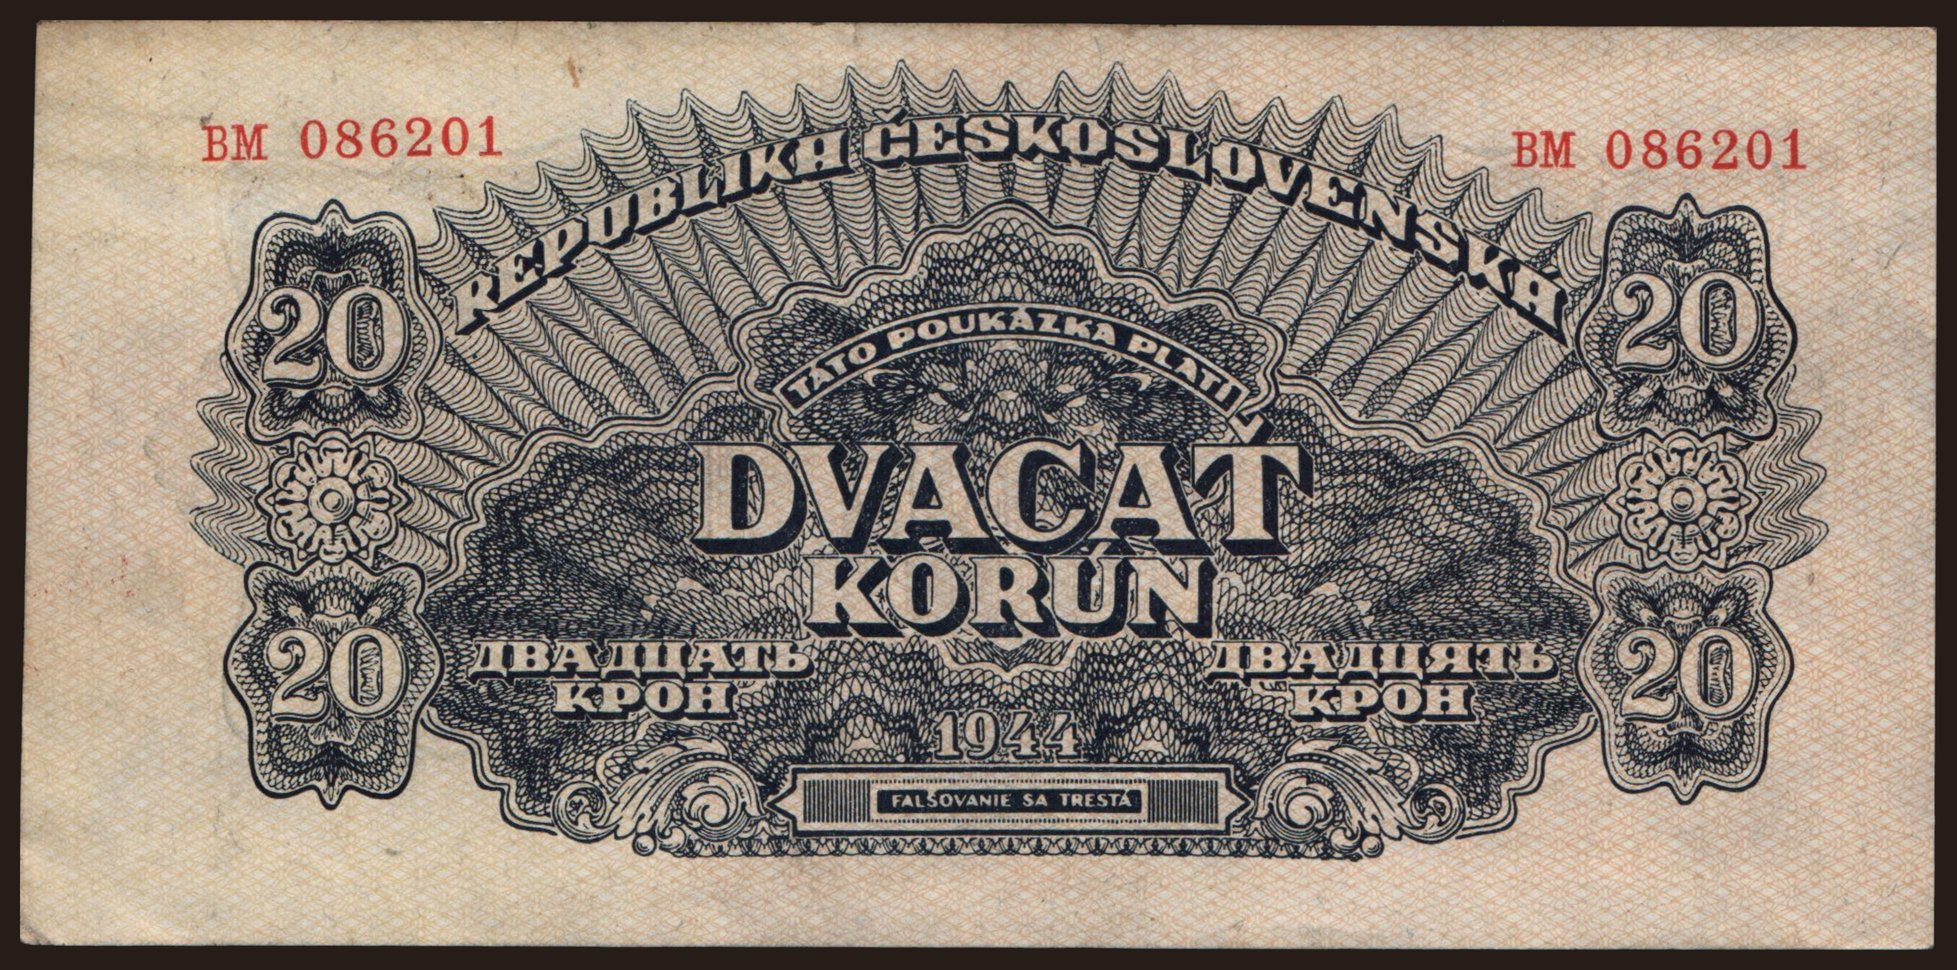 BM 086201
BM 086201
REPUBLIKA ČESKOSLOVENSKÁ
20
20
TÁTO POUKÁZKA PLATÍ
DVACAŤ
KORÚN
20
20
ДВАДЦАТЬ
КРОН
ДВАДЦЯТЬ
КРОН
1944
FALŠOVANIE SA TRESTÁ